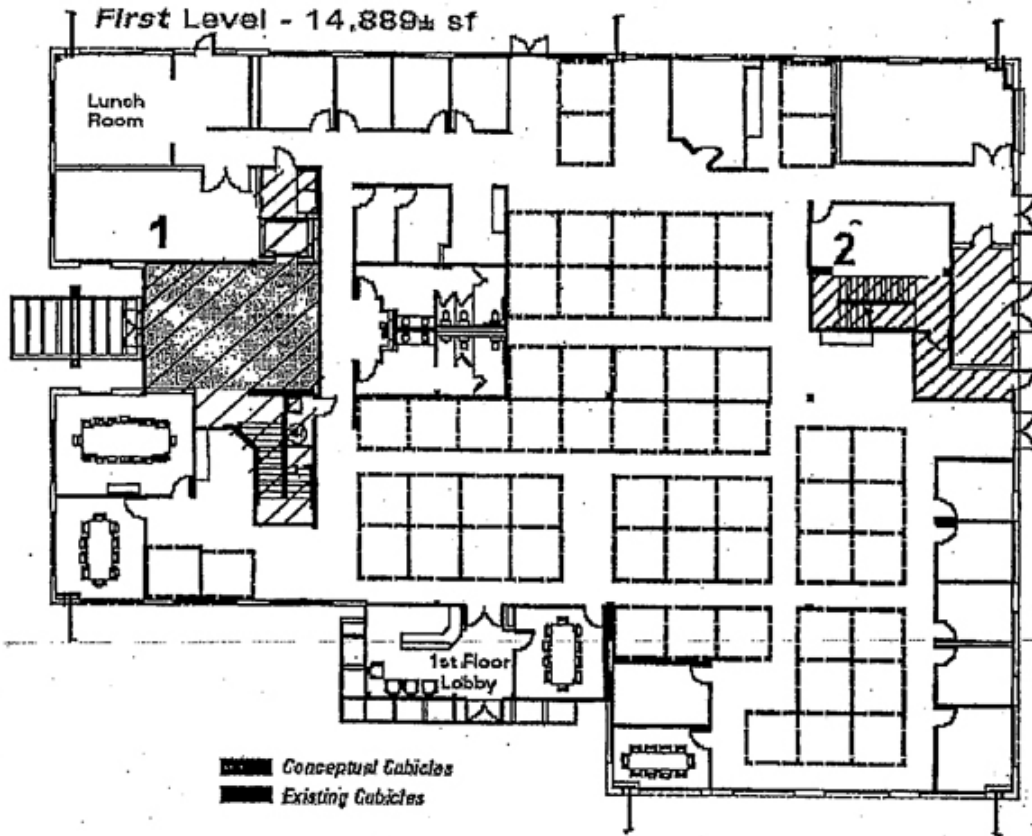 First Level - 14,889± sf
Lunch
Room
1
2
1st Floor
Lobby
Conceptual Cubicles
Existing Cubicles